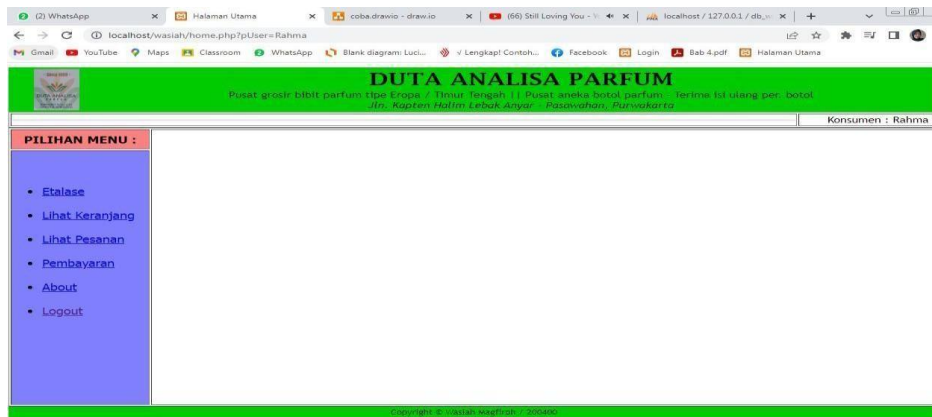 (2) WhatsApp
Halaman Utama
coba.drawio - draw.io
(66) Still Loving You -
localhost / 127.0.0.1 / db_w
localhost/wasiah/home.php?pUser=Rahma
Gmail YouTube Maps Classroom WhatsApp Blank diagram: Luci... √ Lengkap! Contoh... Facebook Login Bab 4.pdf Halaman Utama
DUTA ANALISA PARFUM
Pusat grosir bibit parfum tipe Eropa / Timur Tengah || Pusat aneka botol parfum - Terima isi ulang per. botol
Jln. Kapten Halim Lebak Anyar - Pasawahan, Purwakarta
Konsumen : Rahma
PILIHAN MENU :
Etalase
Lihat Keranjang
Lihat Pesanan
Pembayaran
About
Logout
Copyright © Wasiah Magfiroh / 200400